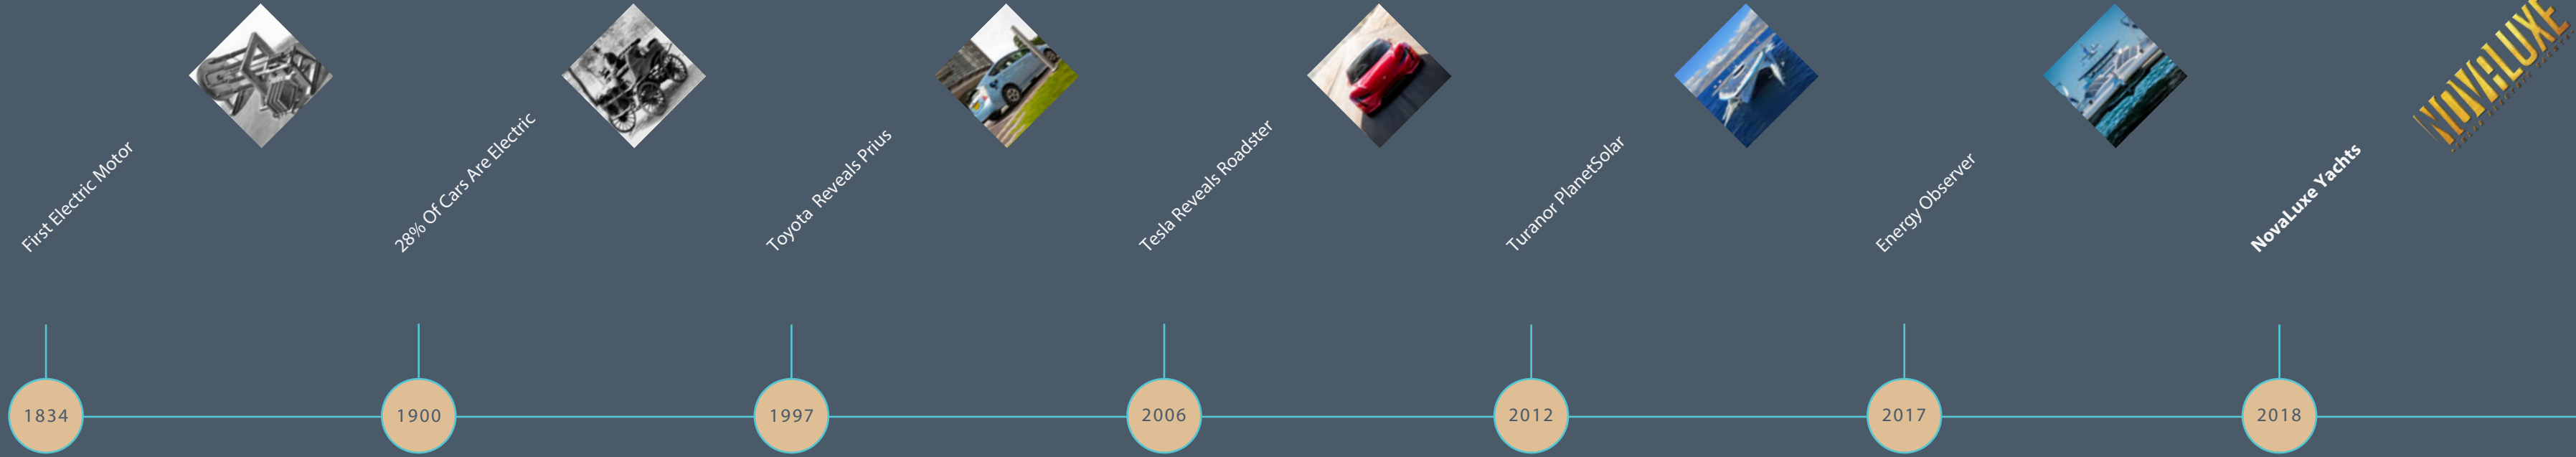 First Electric Motor
28% Of Cars Are Electric
Toyota Reveals Prius
Tesla Reveals Roadster
Turanor PlanetSolar
Energy Observer
NovaLuxe Yachts
NOVALUXE
1834
1900
1997
2006
2012
2017
2018